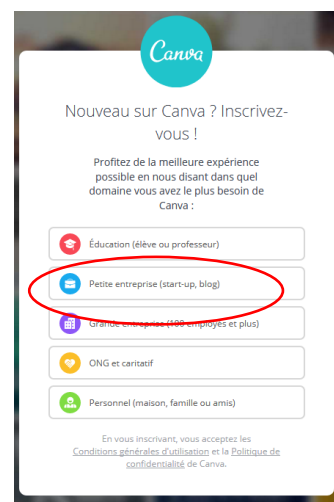 Canva
Nouveau sur Canva ? Inscrivez-
vous !
Profitez de la meilleure expérience
possible en nous disant dans quel
domaine vous avez le plus besoin de
Canva :
Éducation (élève ou professeur)
Petite entreprise (start-up, blog)
Grande entreprise (100 employés et plus)
ONG et caritatif
Personnel (maison, famille ou amis)
En vous inscrivant, vous acceptez les
Conditions générales d'utilisation et la Politique de
confidentialité de Canva.